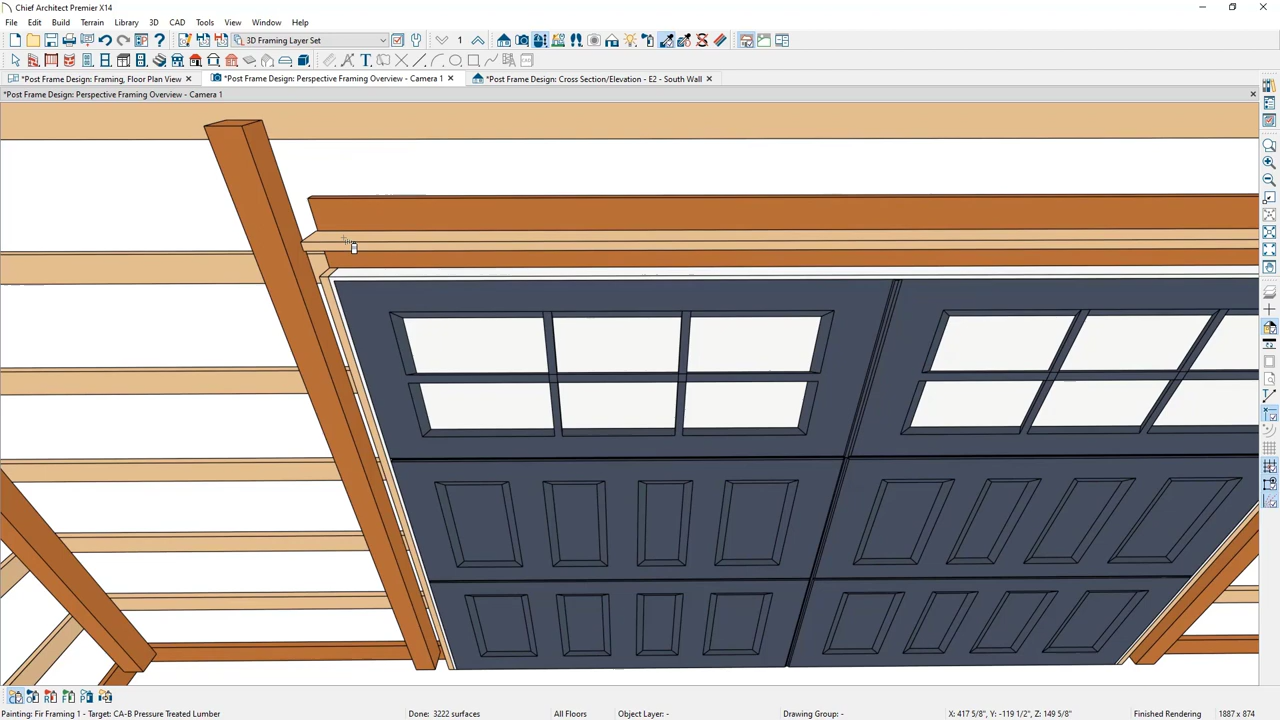 Chief Architect Premier X14
File Edit Build Terrain Library 3D CAD Tools View Window Help
3D Framing Layer Set
1
*Post Frame Design: Framing, Floor Plan View
*Post Frame Design: Perspective Framing Overview - Camera 1
*Post Frame Design: Cross Section/Elevation - E2 - South Wall
*Post Frame Design: Perspective Framing Overview - Camera 1
Painting: Fir Framing 1 - Target: CA-B Pressure Treated Lumber
Done: 3222 surfaces
All Floors
Object Layer: -
Drawing Group: -
X: 417 5/8", Y: -119 1/2", Z: 149 5/8"
Finished Rendering
1887 x 874